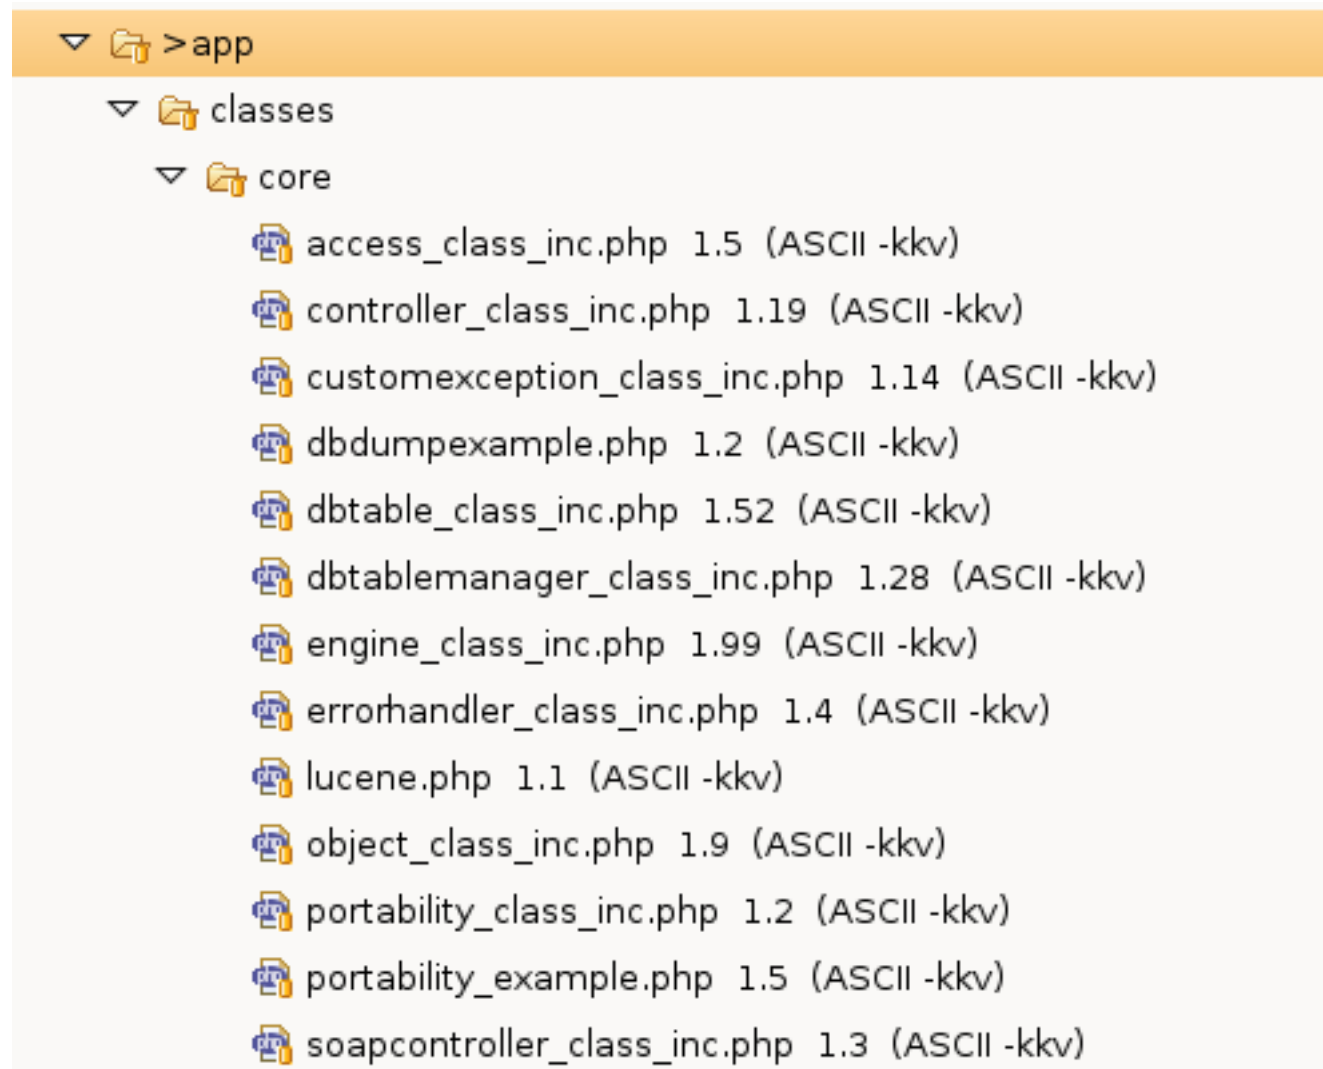 >app
classes
core
access_class_inc.php 1.5 (ASCII -kkv)
controller_class_inc.php 1.19 (ASCII -kkv)
customexception_class_inc.php 1.14 (ASCII -kkv)
dbdumpexample.php 1.2 (ASCII -kkv)
dbtable_class_inc.php 1.52 (ASCII -kkv)
dbtablemanager_class_inc.php 1.28 (ASCII -kkv)
engine_class_inc.php 1.99 (ASCII -kkv)
errorhandler_class_inc.php 1.4 (ASCII -kkv)
lucene.php 1.1 (ASCII -kkv)
object_class_inc.php 1.9 (ASCII -kkv)
portability_class_inc.php 1.2 (ASCII -kkv)
portability_example.php 1.5 (ASCII -kkv)
soapcontroller_class_inc.php 1.3 (ASCII -kkv)